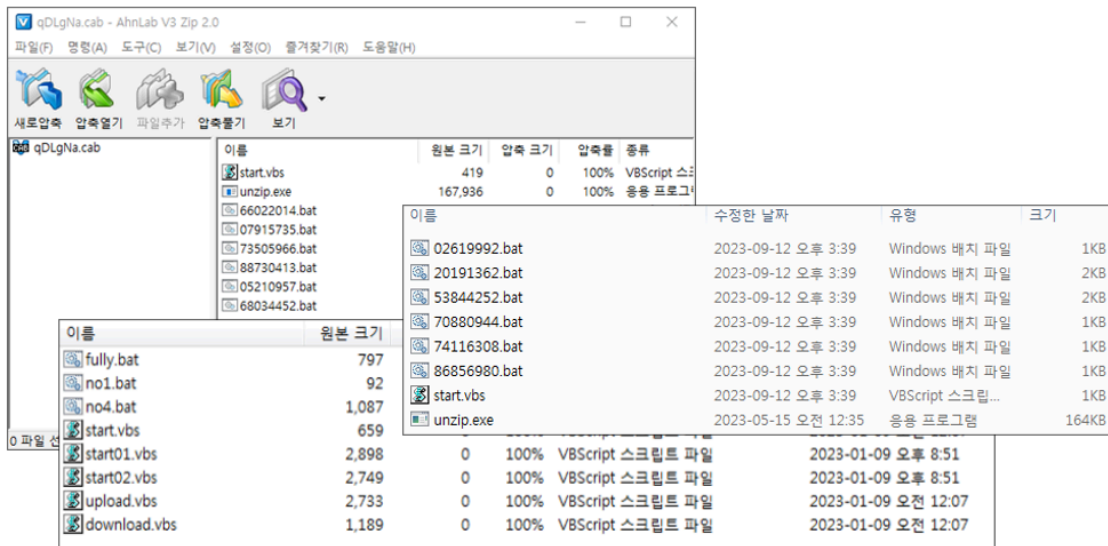 qDLgNa.cab - AhnLab V3 Zip 2.0
파일(F) 명령(A) 도구(C) 보기(V) 설정(O) 즐겨찾기(R) 도움말(H)
새로압축 압축열기 파일추가 압축풀기 보기
qDLgNa.cab
이름 원본 크기 압축 크기 압축률 종류
start.vbs 419 0 100% VBScript
unzip.exe 167,936 0 100% 응용 프로그
66022014.bat
07915735.bat
73505966.bat
88730413.bat
05210957.bat
68034452.bat
0 파일
이름 수정한 날짜 유형 크기
02619992.bat 2023-09-12 오후 3:39 Windows 배치 파일 1KB
20191362.bat 2023-09-12 오후 3:39 Windows 배치 파일 2KB
53844252.bat 2023-09-12 오후 3:39 Windows 배치 파일 2KB
70880944.bat 2023-09-12 오후 3:39 Windows 배치 파일 1KB
74116308.bat 2023-09-12 오후 3:39 Windows 배치 파일 1KB
86856980.bat 2023-09-12 오후 3:39 Windows 배치 파일 1KB
start.vbs 2023-09-12 오후 3:39 VBScript 스크립... 1KB
unzip.exe 2023-05-15 오전 12:35 응용 프로그램 164KB
이름 원본 크기
fully.bat 797
no1.bat 92
no4.bat 1,087
start.vbs 659
start01.vbs 2,898 0 100% VBScript 스크립트 파일 2023-01-09 오후 8:51
start02.vbs 2,749 0 100% VBScript 스크립트 파일 2023-01-09 오후 8:51
upload.vbs 2,733 0 100% VBScript 스크립트 파일 2023-01-09 오전 12:07
download.vbs 1,189 0 100% VBScript 스크립트 파일 2023-01-09 오전 12:07